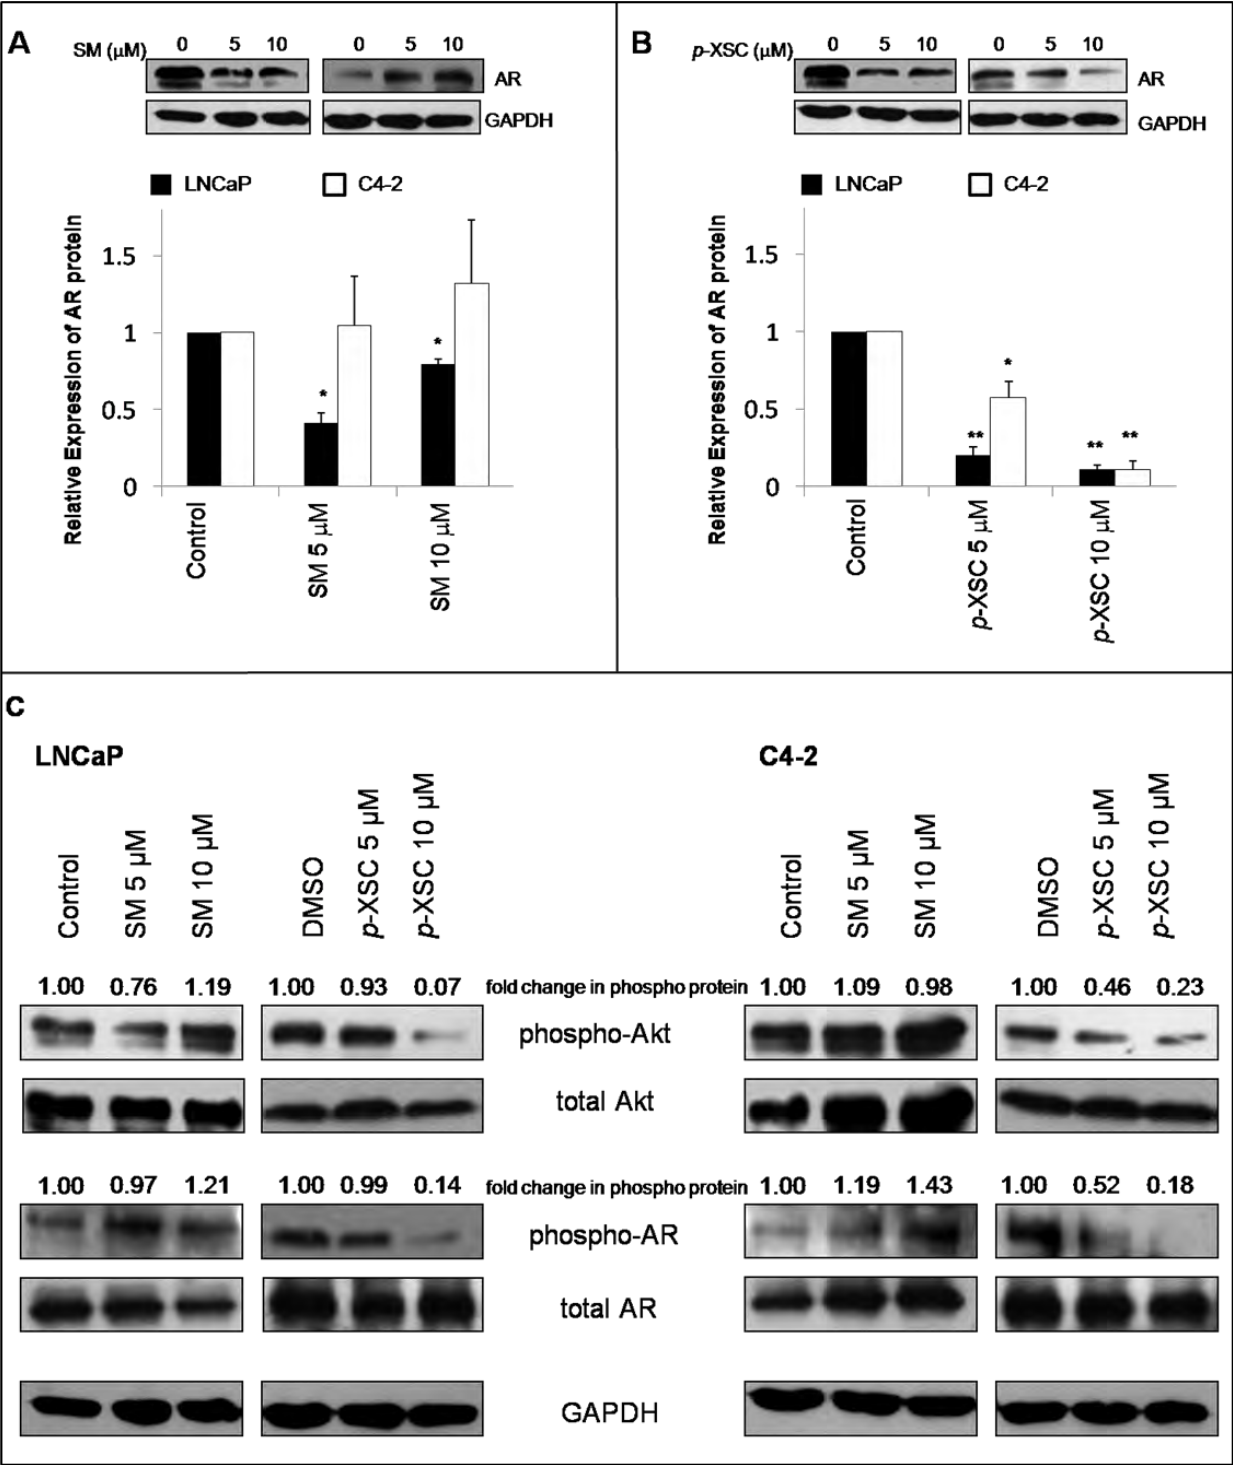 A
SM (μM) 0 5 10 0 5 10
AR
GAPDH
LNCaP C4-2
Relative Expression of AR protein
1.5
1
0.5
0
Control
SM 5 μM
SM 10 μM
*
*
B
p-XSC (μM) 0 5 10 0 5 10
AR
GAPDH
LNCaP C4-2
Relative Expression of AR protein
1.5
1
0.5
0
Control
p-XSC 5 μM
p-XSC 10 μM
**
*
**
**
C
LNCaP C4-2
Control
SM 5 μM
SM 10 μM
DMSO
p-XSC 5 μM
p-XSC 10 μM
Control
SM 5 μM
SM 10 μM
DMSO
p-XSC 5 μM
p-XSC 10 μM
1.00 0.76 1.19 1.00 0.93 0.07 fold change in phospho protein 1.00 1.09 0.98 1.00 0.46 0.23
phospho-Akt
total Akt
1.00 0.97 1.21 1.00 0.99 0.14 fold change in phospho protein 1.00 1.19 1.43 1.00 0.52 0.18
phospho-AR
total AR
GAPDH